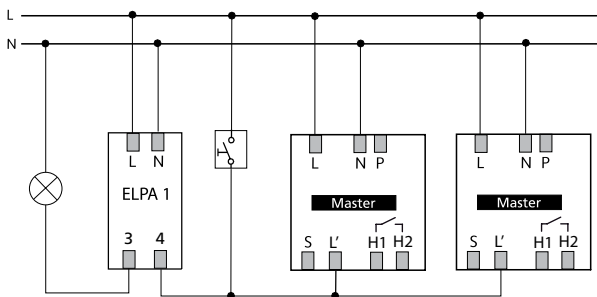 L
N
L N
ELPA 1
3 4
L N P
Master
S L' H1 H2
L N P
Master
S L' H1 H2